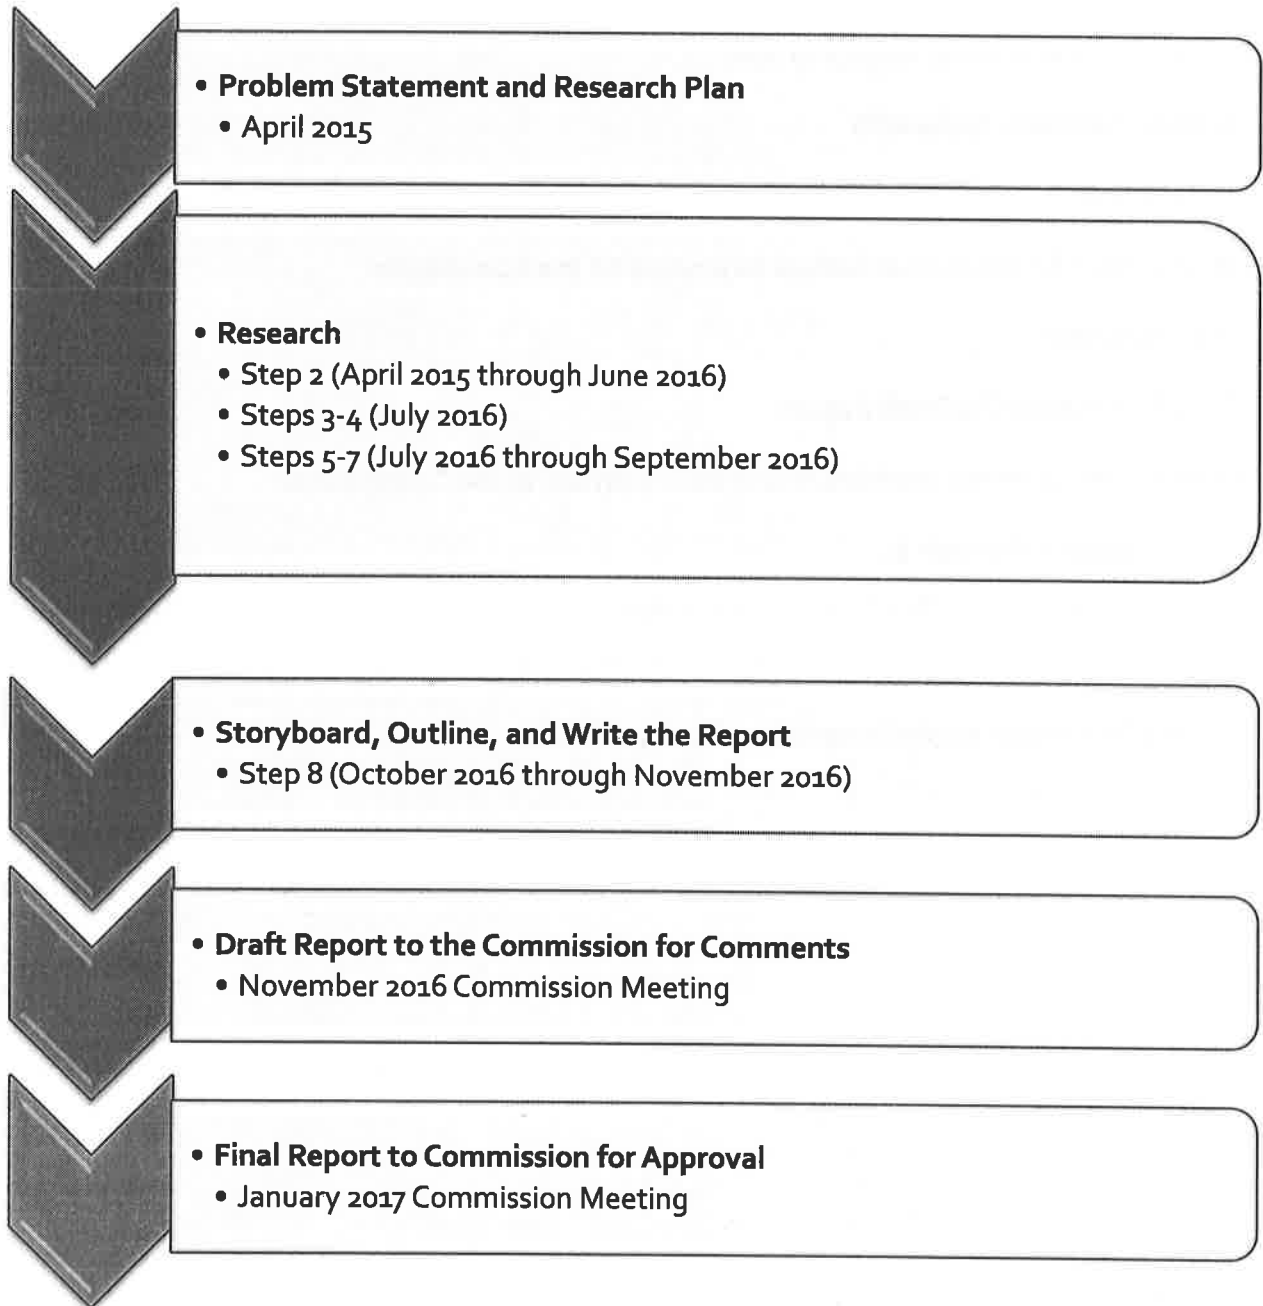 • Problem Statement and Research Plan
• April 2015
• Research
• Step 2 (April 2015 through June 2016)
• Steps 3-4 (July 2016)
• Steps 5-7 (July 2016 through September 2016)
• Storyboard, Outline, and Write the Report
• Step 8 (October 2016 through November 2016)
• Draft Report to the Commission for Comments
• November 2016 Commission Meeting
• Final Report to Commission for Approval
• January 2017 Commission Meeting